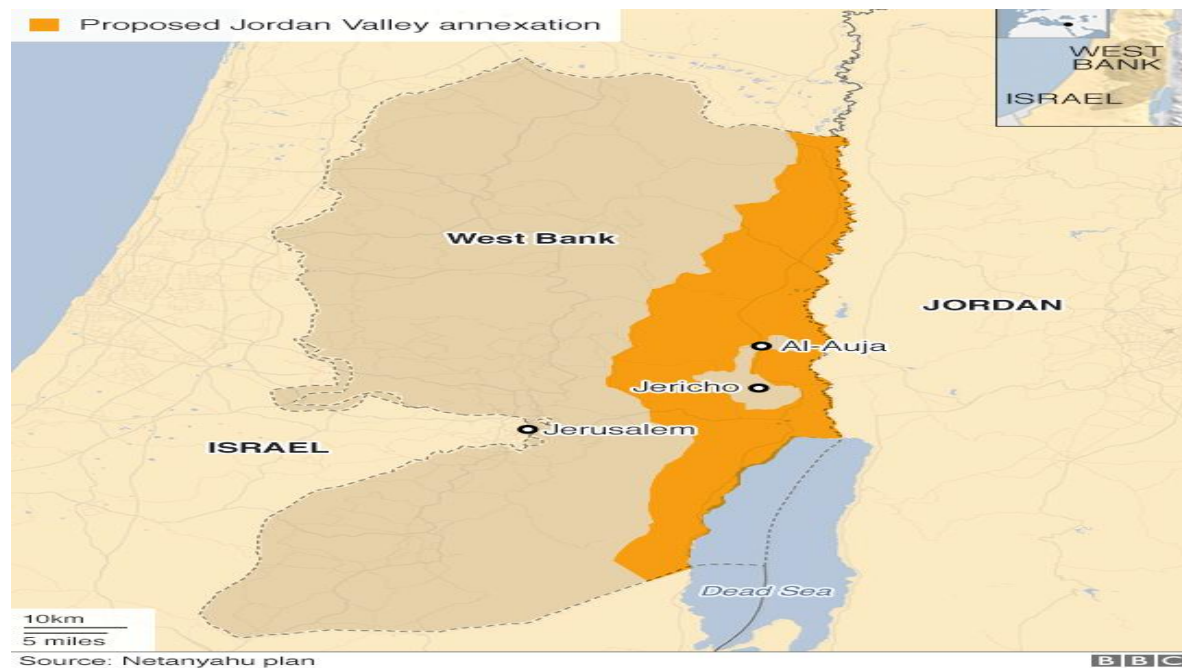 Proposed Jordan Valley annexation
WEST
BANK
ISRAEL
West Bank
JORDAN
Al-Auja
Jericho
Jerusalem
ISRAEL
Dead Sea
10km
5 miles
Source: Netanyahu plan
BBC